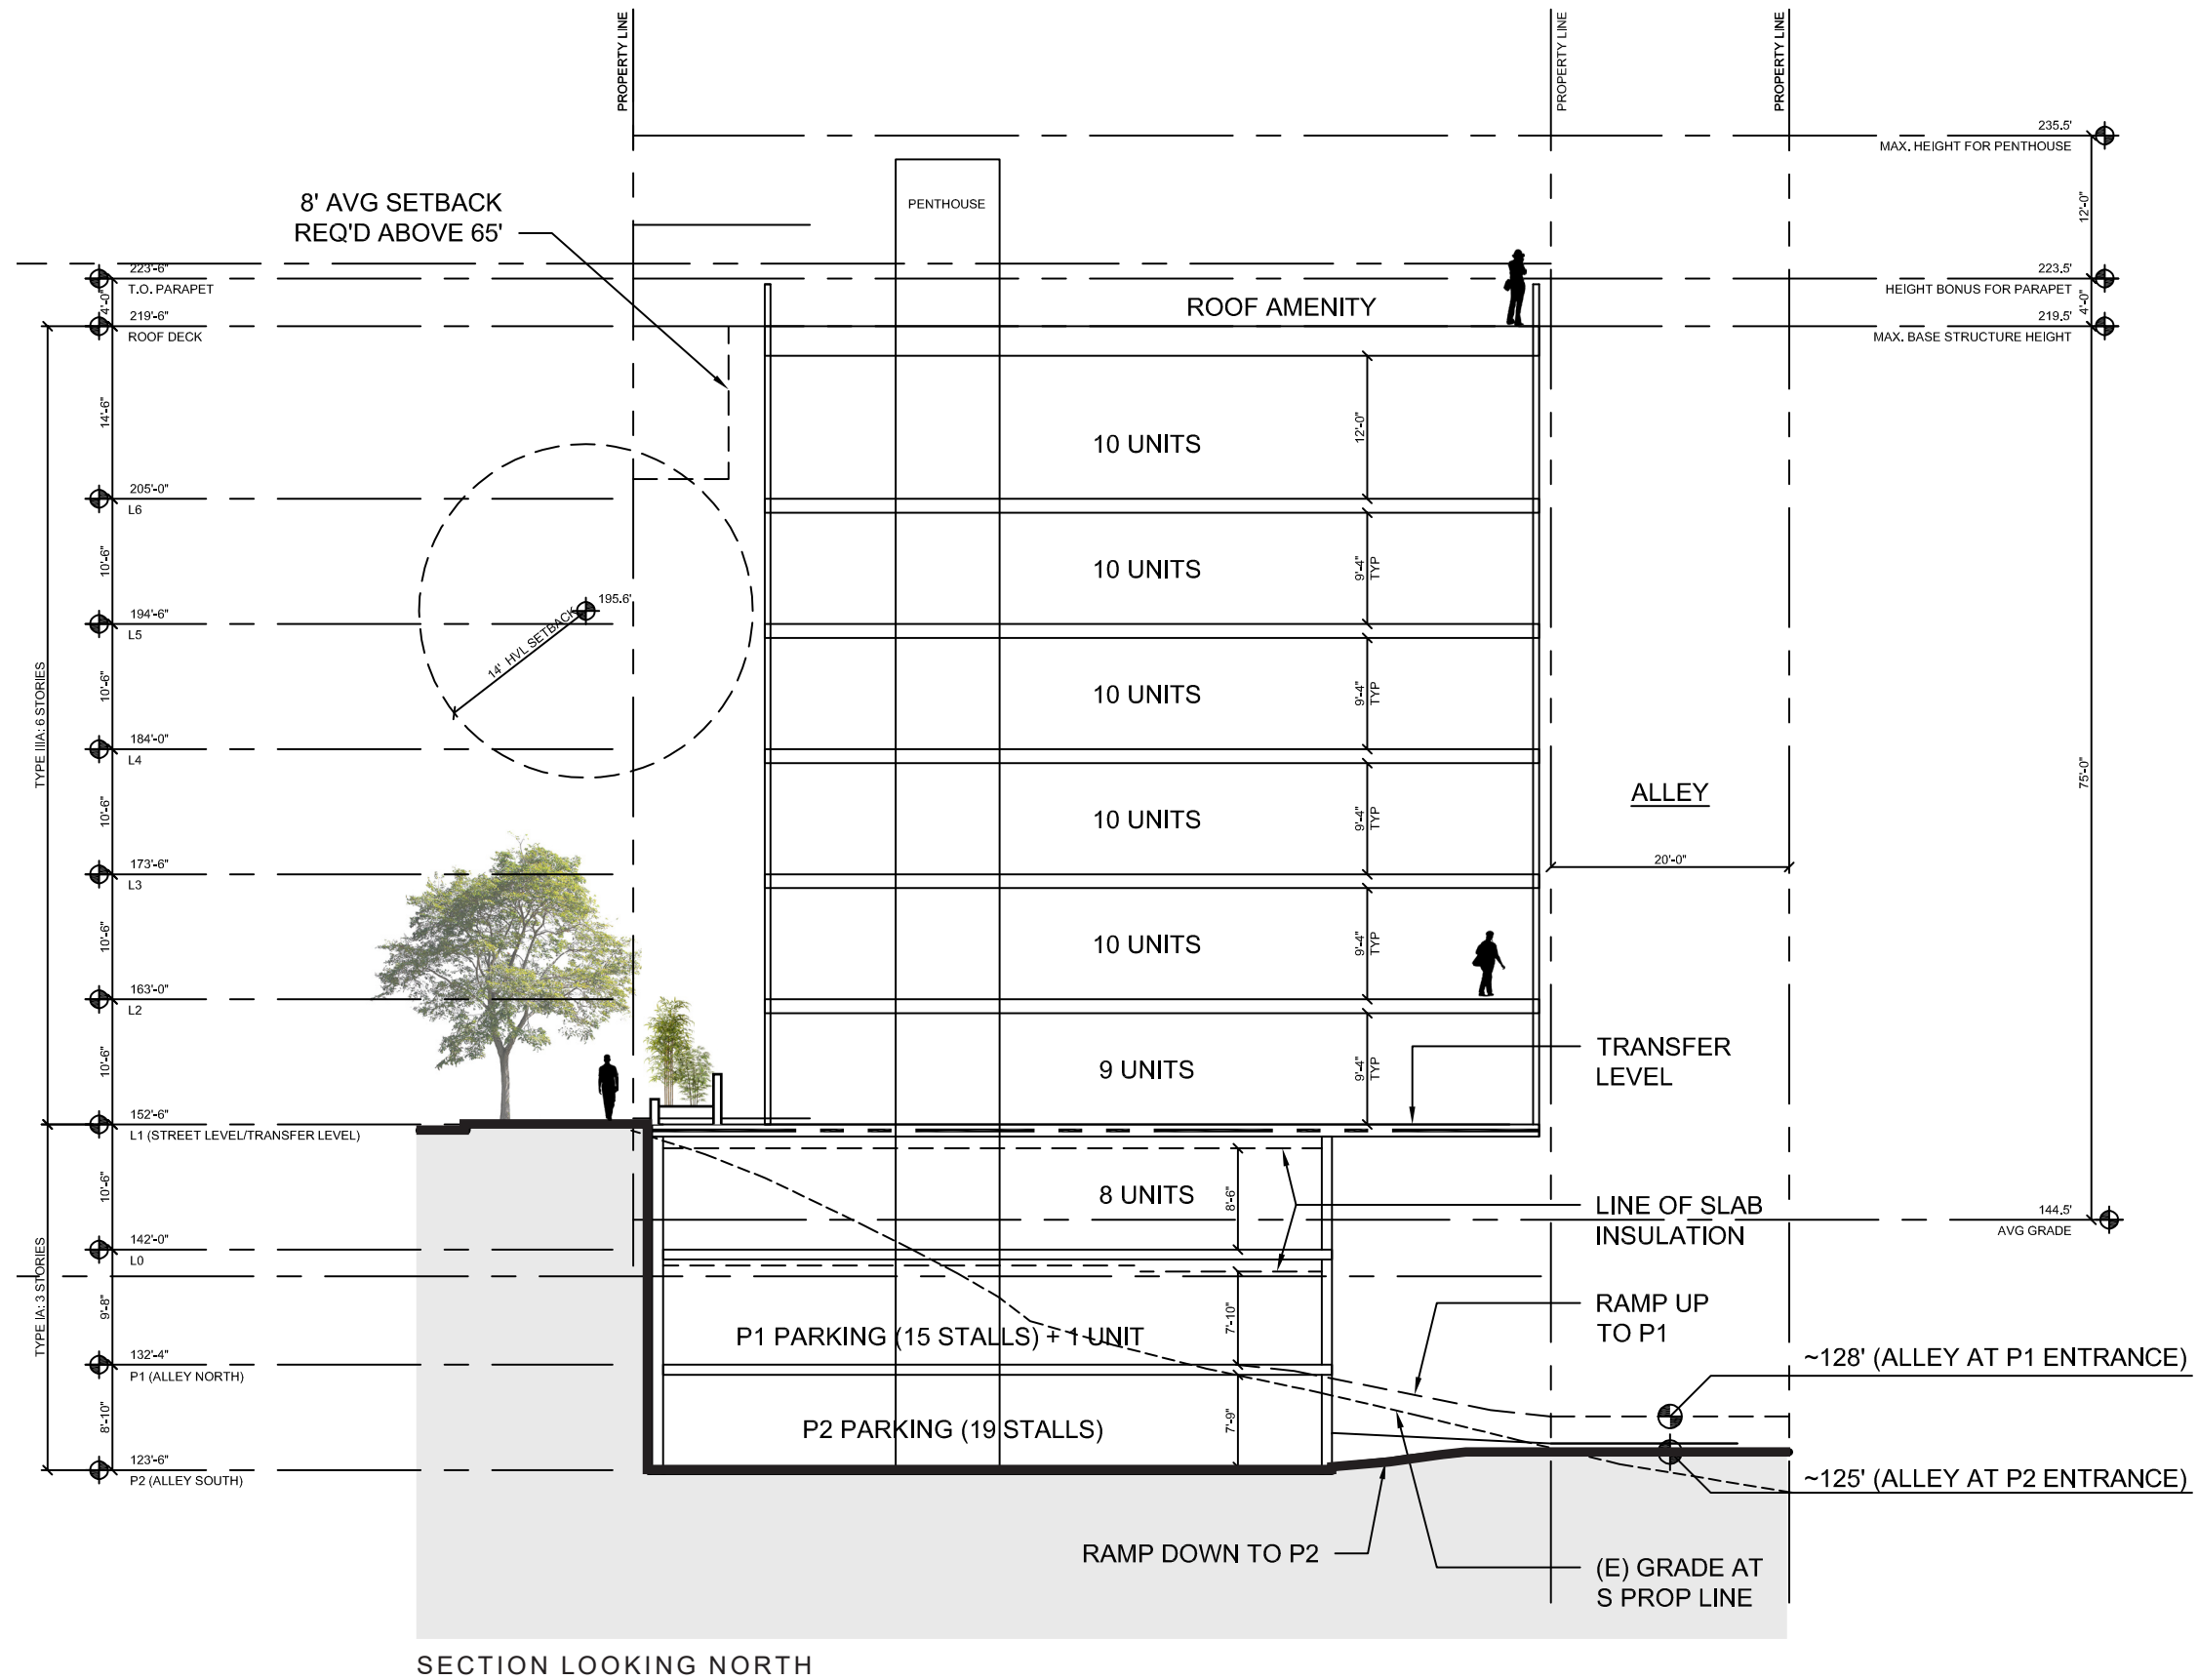 PROPERTY LINE
PROPERTY LINE
PROPERTY LINE
235.5'
MAX. HEIGHT FOR PENTHOUSE
12'-0"
8' AVG SETBACK
REQ'D ABOVE 65'
PENTHOUSE
223'-6"
T.O. PARAPET
4'-0"
219'-6"
ROOF DECK
ROOF AMENITY
223.5'
HEIGHT BONUS FOR PARAPET
4'-0"
219.5'
MAX. BASE STRUCTURE HEIGHT
14'-6"
10 UNITS
12'-0"
205'-0"
L6
10'-6"
10 UNITS
9'-4"
TYP
195.6'
14' HVL SETBACK
194'-6"
L5
10'-6"
10 UNITS
9'-4"
TYP
TYPE IIIA: 6 STORIES
184'-0"
L4
75'-0"
ALLEY
10'-6"
10 UNITS
9'-4"
TYP
20'-0"
173'-6"
L3
10'-6"
10 UNITS
9'-4"
TYP
163'-0"
L2
10'-6"
9 UNITS
9'-4"
TYP
TRANSFER
LEVEL
152'-6"
L1 (STREET LEVEL/TRANSFER LEVEL)
10'-6"
8 UNITS
8'-6"
LINE OF SLAB
INSULATION
144.5'
AVG GRADE
142'-0"
L0
TYPE IA: 3 STORIES
9'-8"
P1 PARKING (15 STALLS) + 1 UNIT
7'-10"
RAMP UP
TO P1
132'-4"
P1 (ALLEY NORTH)
~128' (ALLEY AT P1 ENTRANCE)
8'-10"
P2 PARKING (19 STALLS)
7'-9"
123'-6"
P2 (ALLEY SOUTH)
~125' (ALLEY AT P2 ENTRANCE)
RAMP DOWN TO P2
(E) GRADE AT
S PROP LINE
SECTION LOOKING NORTH